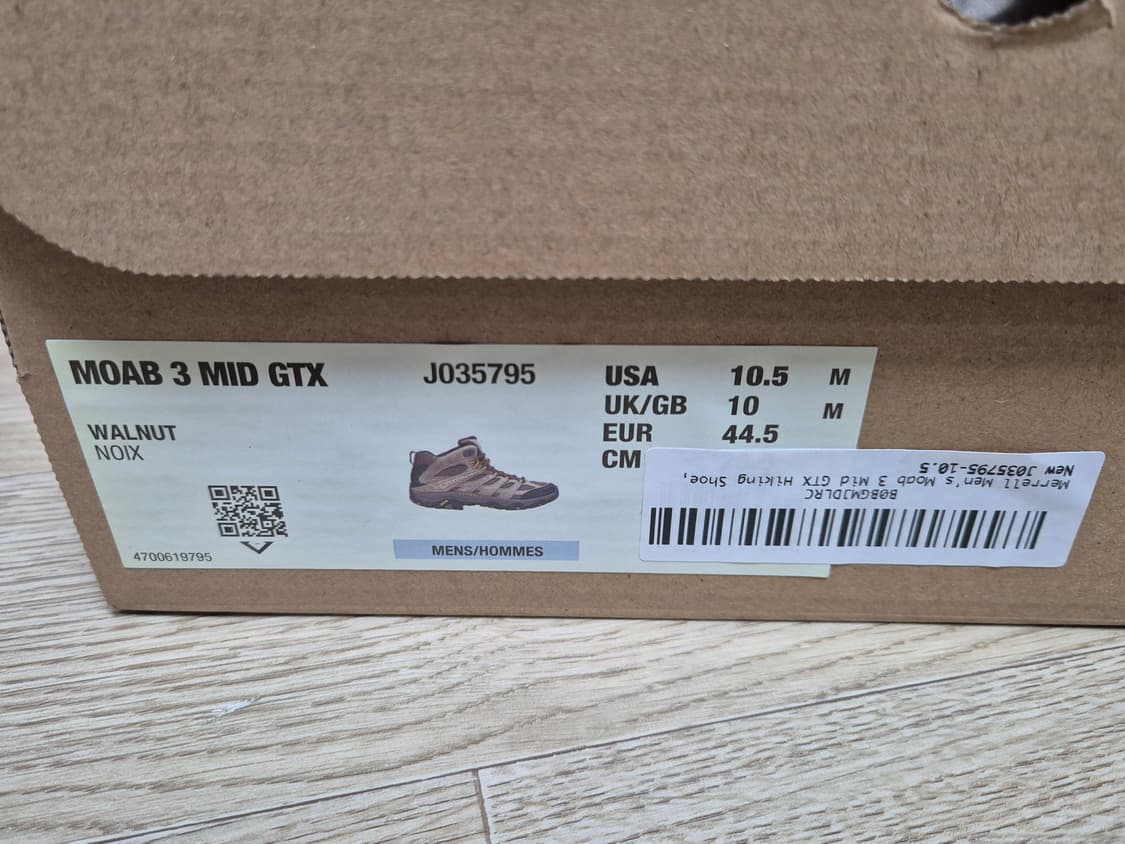 MOAB 3 MID GTX
J035795
WALNUT
NOIX
4700619795
MENS/HOMMES
USA 10.5 M
UK/GB 10 M
EUR 44.5
CM
B0BGWJDLRC
Merrell Men's Moab 3 Mid GTX Hiking Shoe,
New J035795-10.5